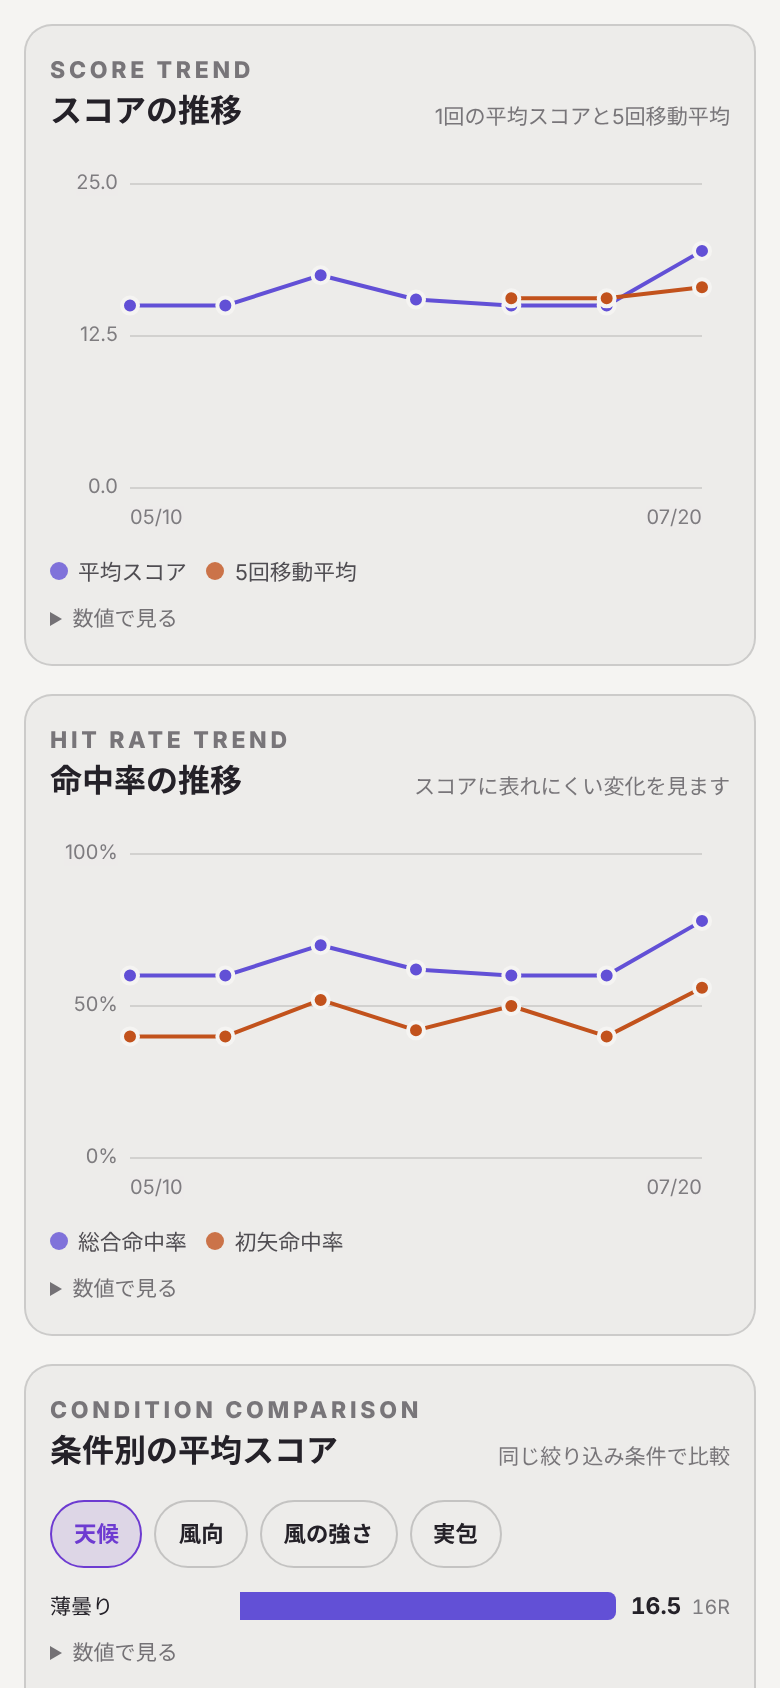 SCORE TREND
スコアの推移
1回の平均スコアと5回移動平均
25.0
12.5
0.0
05/10 07/20
平均スコア 5回移動平均
▶ 数値で見る
HIT RATE TREND
命中率の推移
スコアに表れにくい変化を見ます
100%
50%
0%
05/10 07/20
総合命中率 初矢命中率
▶ 数値で見る
CONDITION COMPARISON
条件別の平均スコア
同じ絞り込み条件で比較
天候 風向 風の強さ 実包
薄曇り 16.5 16R
▶ 数値で見る